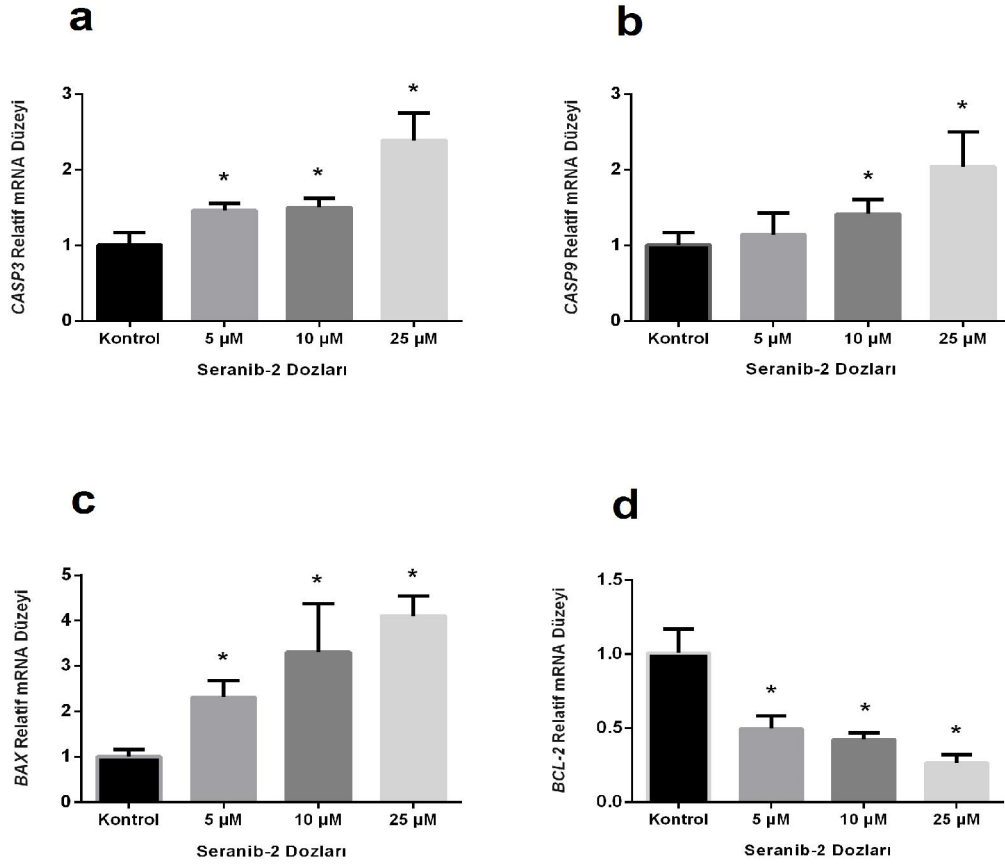 a
CASP3 Relatif mRNA Düzeyi
3
2
1
0
*
*
*
Kontrol 5 µM 10 µM 25 µM
Seranib-2 Dozları
b
CASP9 Relatif mRNA Düzeyi
3
2
1
0
*
*
Kontrol 5 µM 10 µM 25 µM
Seranib-2 Dozları
c
BAX Relatif mRNA Düzeyi
5
4
3
2
1
0
*
*
*
Kontrol 5 µM 10 µM 25 µM
Seranib-2 Dozları
d
BCL-2 Relatif mRNA Düzeyi
1.5
1.0
0.5
0.0
*
*
*
Kontrol 5 µM 10 µM 25 µM
Seranib-2 Dozları